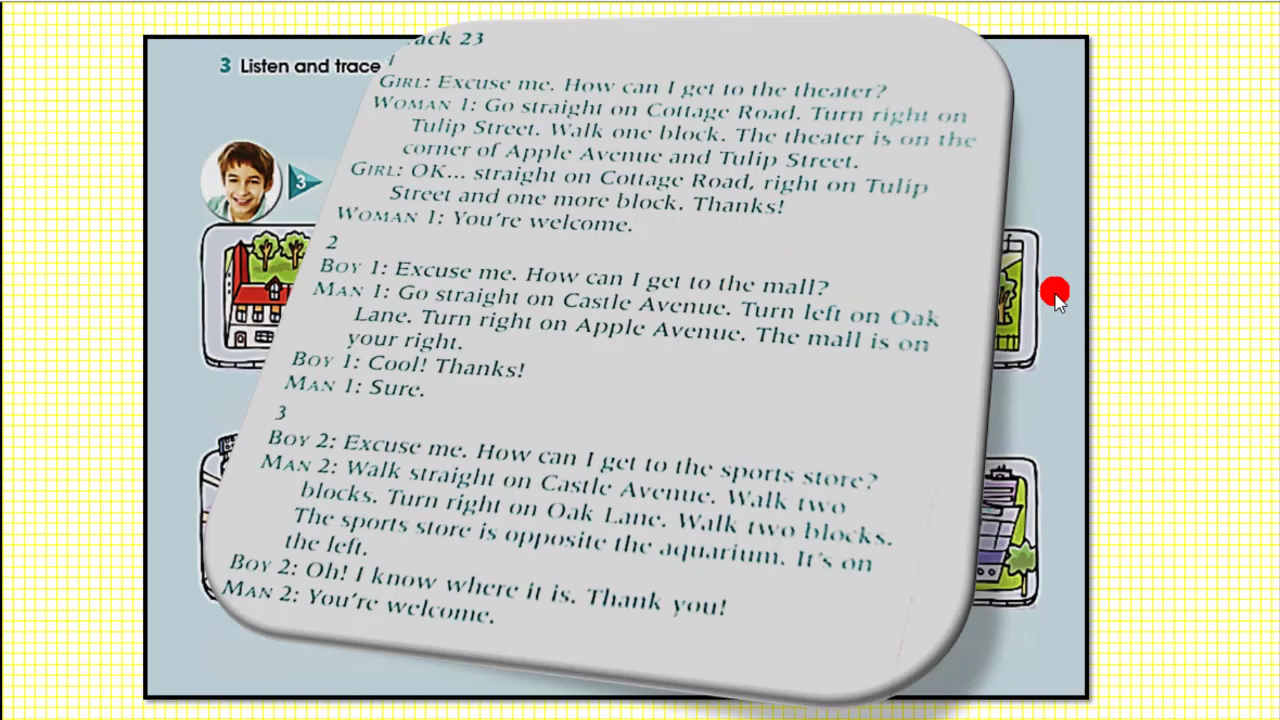 3 Listen and trace
ack 23
GIRL: Excuse me. How can I get to the theater?
WOMAN 1: Go straight on Cottage Road. Turn right on
Tulip Street. Walk one block. The theater is on the
corner of Apple Avenue and Tulip Street.
GIRL: OK... straight on Cottage Road, right on Tulip
Street and one more block. Thanks!
WOMAN 1: You're welcome.
2
BOY 1: Excuse me. How can I get to the mall?
MAN 1: Go straight on Castle Avenue. Turn left on Oak
Lane. Turn right on Apple Avenue. The mall is on
your right.
BOY 1: Cool! Thanks!
MAN 1: Sure.
3
BOY 2: Excuse me. How can I get to the sports store?
MAN 2: Walk straight on Castle Avenue. Walk two
blocks. Turn right on Oak Lane. Walk two blocks.
The sports store is opposite the aquarium. It's on
the left.
BOY 2: Oh! I know where it is. Thank you!
MAN 2: You're welcome.
3